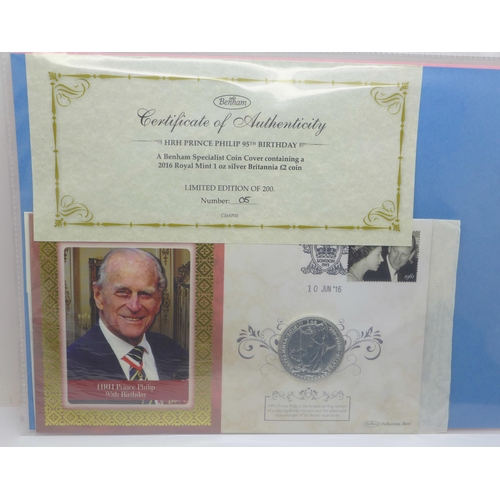 Benham
Certificate of Authenticity
HRH PRINCE PHILIP 95TH BIRTHDAY
A Benham Specialist Coin Cover containing a
2016 Royal Mint 1 oz silver Britannia £2 coin
LIMITED EDITION OF 200.
Number: 05
LONDON
10 JUN '16
HRH Prince Philip
95th Birthday